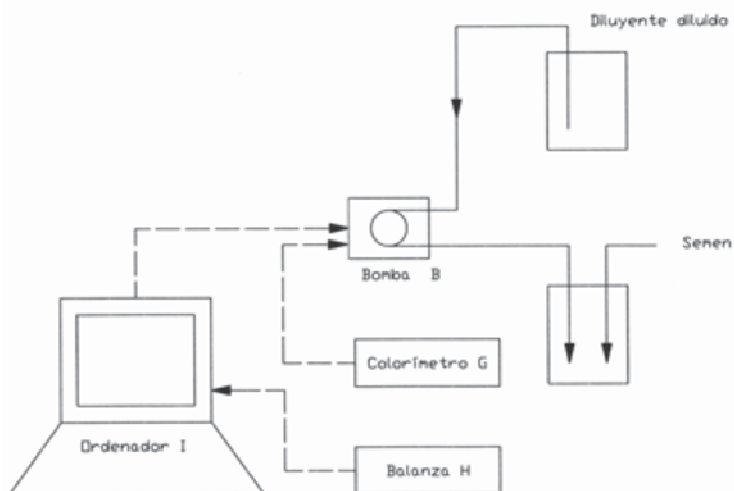 Diluyente diluido
Semen
Bomba B
Colorímetro G
Ordenador I
Balanza H